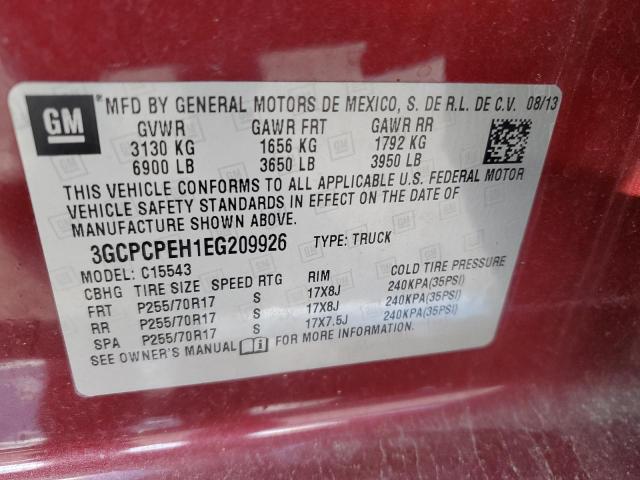 GM ® MFD BY GENERAL MOTORS DE MEXICO, S. DE R.L. DE C.V. 08/13
GVWR GAWR FRT GAWR RR
3130 KG 1656 KG 1792 KG
6900 LB 3650 LB 3950 LB
THIS VEHICLE CONFORMS TO ALL APPLICABLE U.S. FEDERAL MOTOR
VEHICLE SAFETY STANDARDS IN EFFECT ON THE DATE OF
MANUFACTURE SHOWN ABOVE.
3GCPCPEH1EG209926 TYPE: TRUCK
MODEL: C15543
CBHG TIRE SIZE SPEED RTG RIM COLD TIRE PRESSURE
FRT P255/70R17 S 17X8J 240KPA(35PSI)
RR P255/70R17 S 17X8J 240KPA(35PSI)
SPA P255/70R17 S 17X7.5J 240KPA(35PSI)
SEE OWNER'S MANUAL FOR MORE INFORMATION.